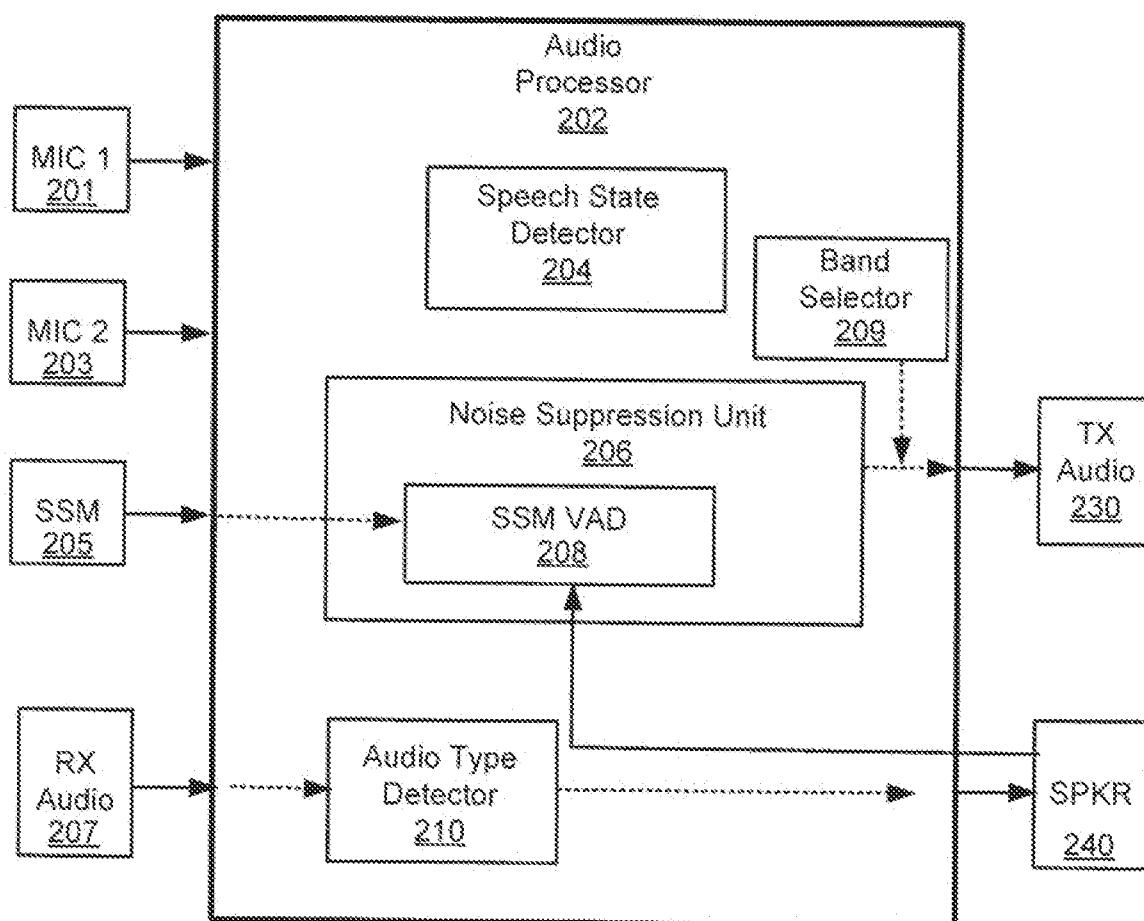 Audio
Processor
202
MIC 1
201
Speech State
Detector
204
Band
Selector
209
MIC 2
203
Noise Suppression Unit
206
TX
Audio
230
SSM
205
SSM VAD
208
RX
Audio
207
Audio Type
Detector
210
SPKR
240